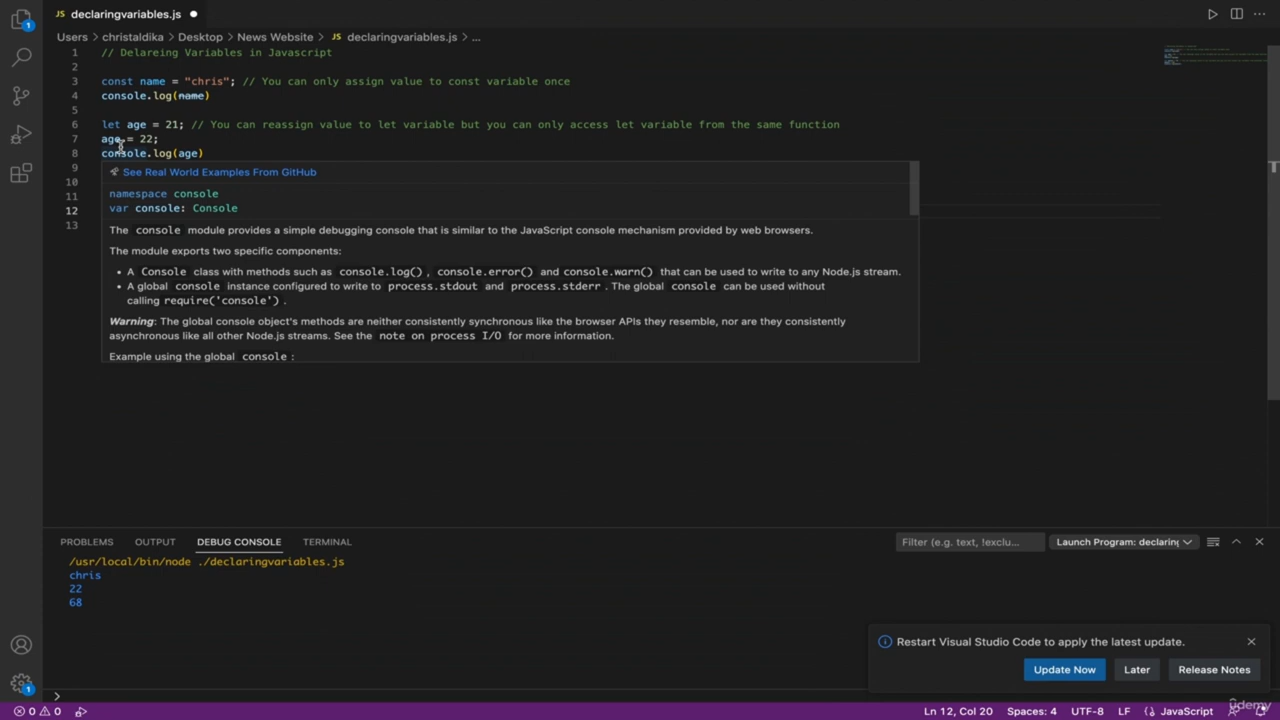 declaringvariables.js
Users > christaldika > Desktop > News Website > JS declaringvariables.js > ...
1 // Delareing Variables in Javascript
2
3 const name = "chris"; // You can only assign value to const variable once
4 console.log(name)
5
6 let age = 21; // You can reassign value to let variable but you can only access let variable from the same function
7 age = 22;
8 console.log(age)
9
See Real World Examples From GitHub
10
namespace console
11
var console: Console
12
13
The console module provides a simple debugging console that is similar to the JavaScript console mechanism provided by web browsers.
The module exports two specific components:
• A Console class with methods such as console.log() , console.error() and console.warn() that can be used to write to any Node.js stream.
• A global console instance configured to write to process.stdout and process.stderr . The global console can be used without
calling require('console') .
Warning: The global console object's methods are neither consistently synchronous like the browser APIs they resemble, nor are they consistently
asynchronous like all other Node.js streams. See the note on process I/O for more information.
Example using the global console :
PROBLEMS OUTPUT DEBUG CONSOLE TERMINAL Filter (e.g. text, !exclu... Launch Program: declaring
/usr/local/bin/node ./declaringvariables.js
chris
22
68
Restart Visual Studio Code to apply the latest update.
Update Now Later Release Notes
0 0 Ln 12, Col 20 Spaces: 4 UTF-8 LF {} JavaScript
udemy